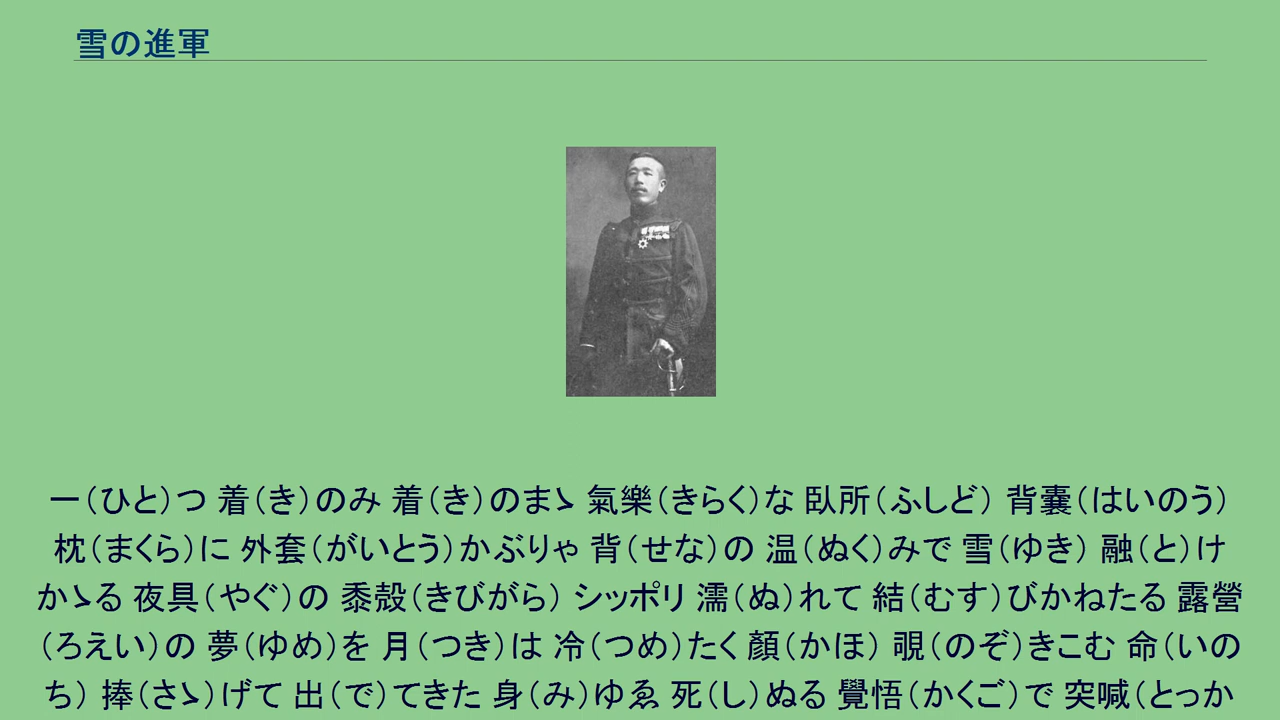 雪の進軍
一（ひと）つ 着（き）のみ 着（き）のまゝ 氣樂（きらく）な 臥所（ふしど） 背嚢（はいのう）
枕（まくら）に 外套（がいとう）かぶりゃ 背（せな）の 温（ぬく）みで 雪（ゆき） 融（と）け
かゝる 夜具（やぐ）の 黍殻（きびがら） シッポリ 濡（ぬ）れて 結（むす）びかねたる 露營
（ろえい）の 夢（ゆめ）を 月（つき）は 冷（つめ）たく 顔（かほ） 覗（のぞ）きこむ 命（いの
ち） 捧（さゝ）げて 出（で）てきた 身（み）ゆゑ 死（し）ぬる 覺悟（かくご）で 突喊（とっか